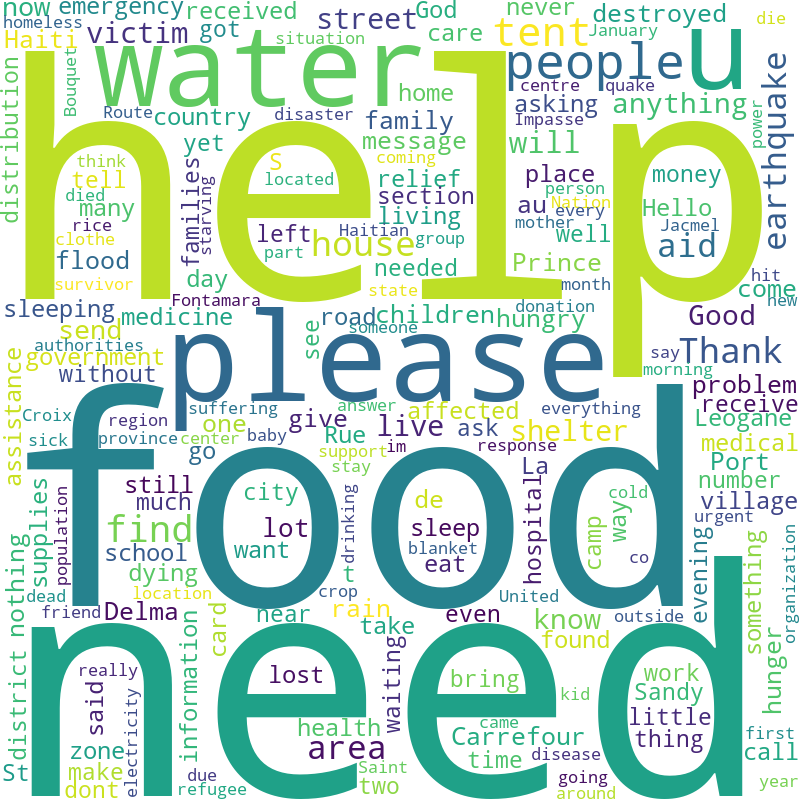 now emergency received God never destroyed die
homeless victim got street care January
Haiti situation
water people u tent
Bouquet Route country disaster home centre quake
distribution family asking Impasse anything power
yet message will earthquake
help
think S coming
tell families starving located relief place person money
died many section au Nation Hello
rice living every
clothe left Haitian group mother well aid Jacmel
flood house part needed Prince hit
survivor day state month come
sleeping Fontamara donation new
send medicine road children hungry Good
see someone
authorities say Thank
government please
without morning
assistance problem
suffering answer affected everything receive
Croix region one give Leogane
sick province center baby Rue live ask shelter medical
go support im response
stay La Port
still city de hospital number
supplies much cold village
population find lot drinking sleep camp way
want blanket urgent
food
school t eat co
dying crop United evening something organization
dead location rain
friend Delma near take even know outside
nothing card found
district information
need
really lost waiting bring work hunger
said kid Sandy
electricity health came little
zone area Carrefour thing first
St make due Saint time disease call
dont refugee two going around year